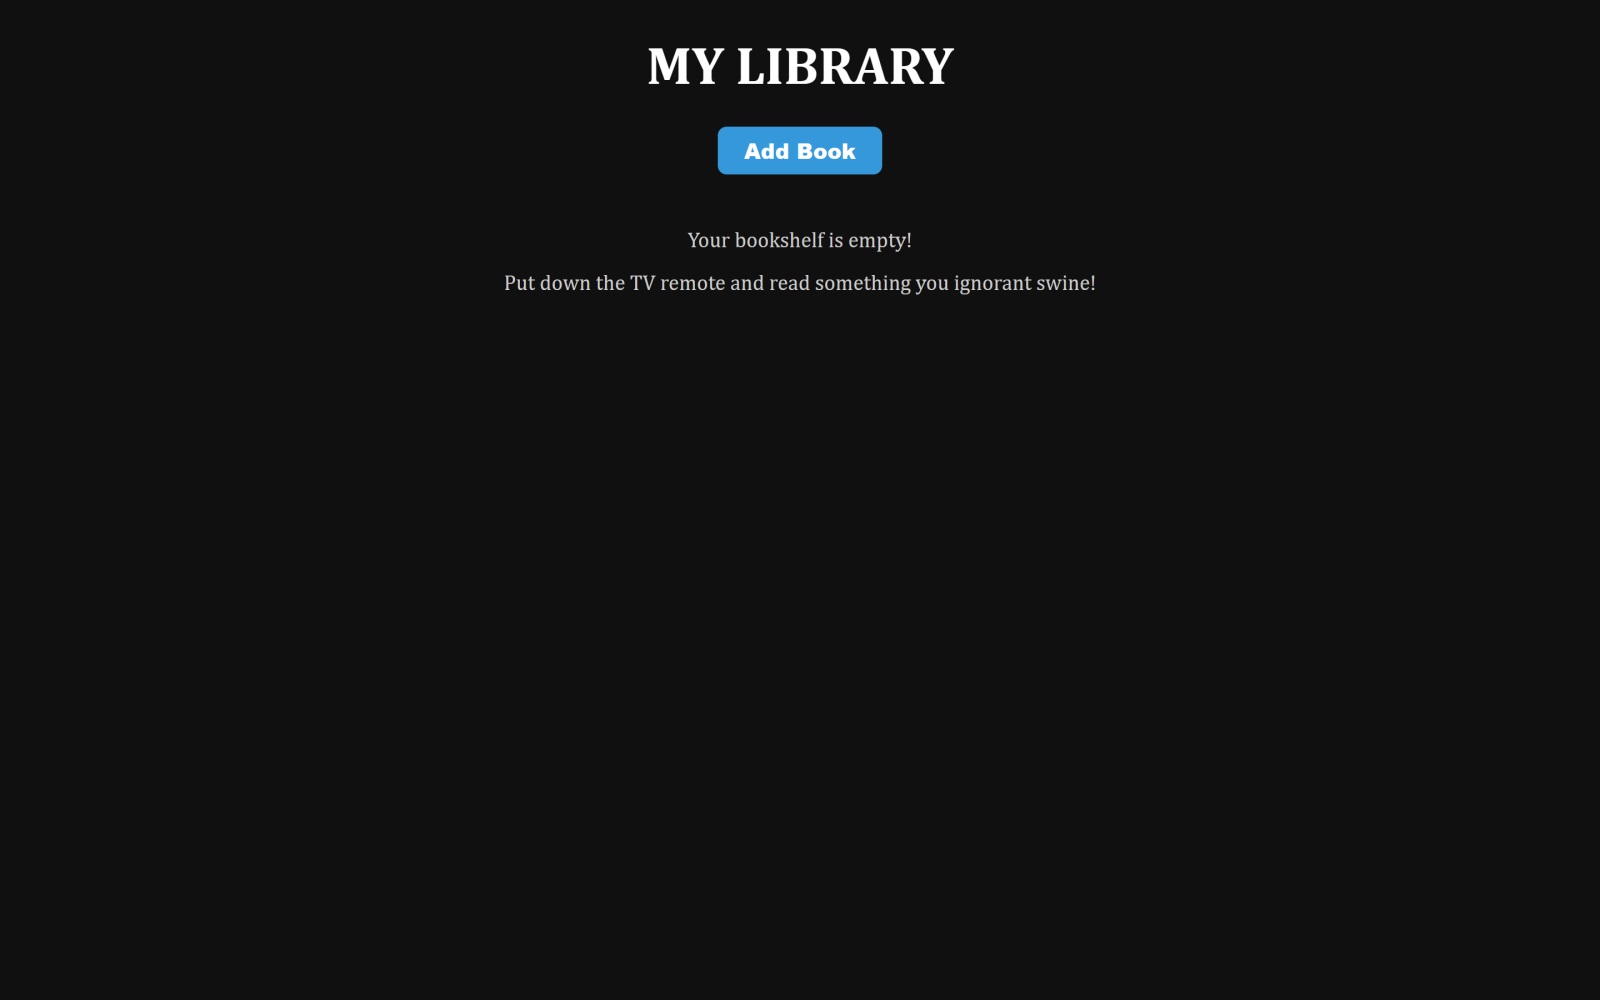 MY LIBRARY
Add Book
Your bookshelf is empty!
Put down the TV remote and read something you ignorant swine!